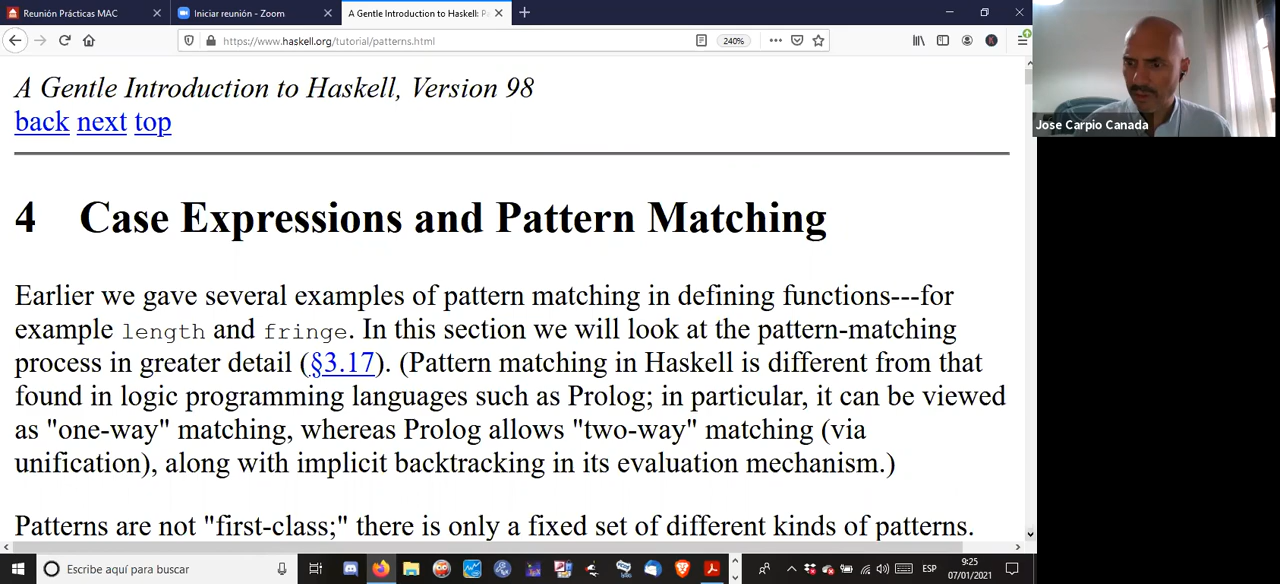 Reunión Prácticas MAC
Iniciar reunión - Zoom
A Gentle Introduction to Haskell: P
https://www.haskell.org/tutorial/patterns.html
240%
A Gentle Introduction to Haskell, Version 98
back next top
4 Case Expressions and Pattern Matching
Earlier we gave several examples of pattern matching in defining functions---for
example length and fringe. In this section we will look at the pattern-matching
process in greater detail (§3.17). (Pattern matching in Haskell is different from that
found in logic programming languages such as Prolog; in particular, it can be viewed
as "one-way" matching, whereas Prolog allows "two-way" matching (via
unification), along with implicit backtracking in its evaluation mechanism.)
Patterns are not "first-class;" there is only a fixed set of different kinds of patterns.
Jose Carpio Canada
Escribe aquí para buscar
ESP
9:25
07/01/2021